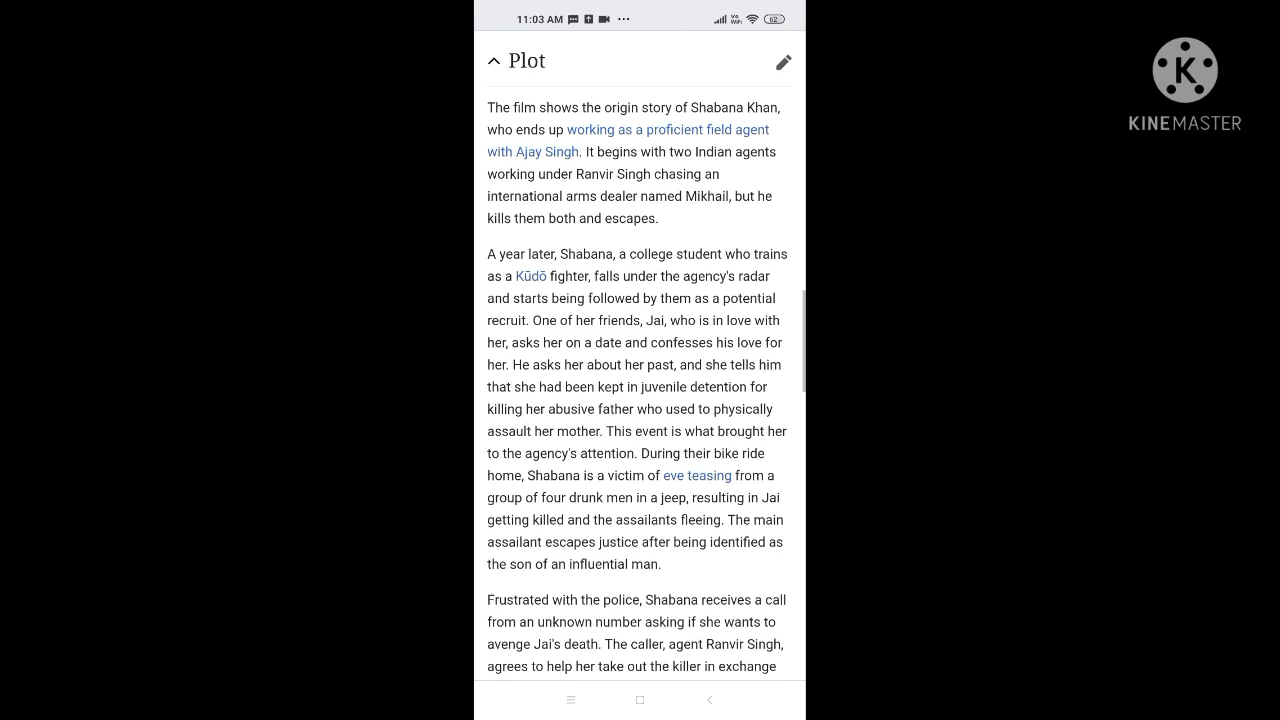 11:03 AM
Vo
WiFi
62
Plot
The film shows the origin story of Shabana Khan,
who ends up working as a proficient field agent
with Ajay Singh. It begins with two Indian agents
working under Ranvir Singh chasing an
international arms dealer named Mikhail, but he
kills them both and escapes.
A year later, Shabana, a college student who trains
as a Kūdō fighter, falls under the agency's radar
and starts being followed by them as a potential
recruit. One of her friends, Jai, who is in love with
her, asks her on a date and confesses his love for
her. He asks her about her past, and she tells him
that she had been kept in juvenile detention for
killing her abusive father who used to physically
assault her mother. This event is what brought her
to the agency's attention. During their bike ride
home, Shabana is a victim of eve teasing from a
group of four drunk men in a jeep, resulting in Jai
getting killed and the assailants fleeing. The main
assailant escapes justice after being identified as
the son of an influential man.
Frustrated with the police, Shabana receives a call
from an unknown number asking if she wants to
avenge Jai's death. The caller, agent Ranvir Singh,
agrees to help her take out the killer in exchange
K
KINEMASTER